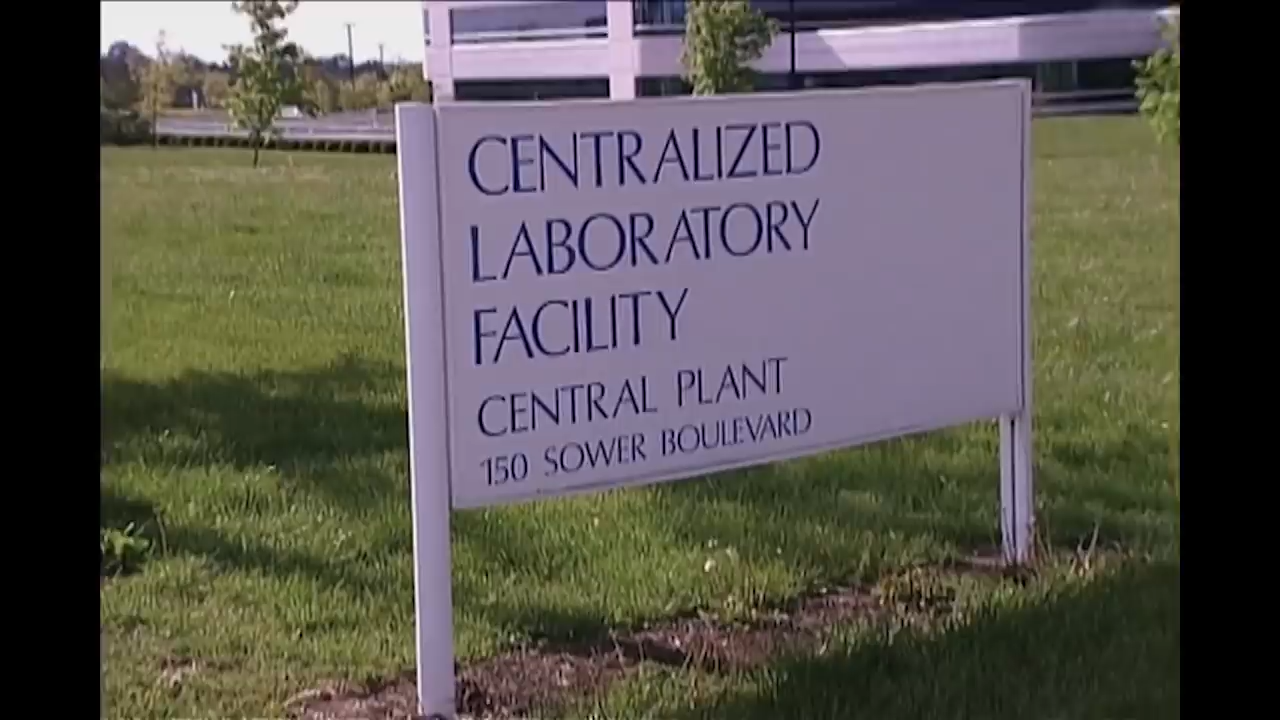 CENTRALIZED
LABORATORY
FACILITY
CENTRAL PLANT
150 SOWER BOULEVARD